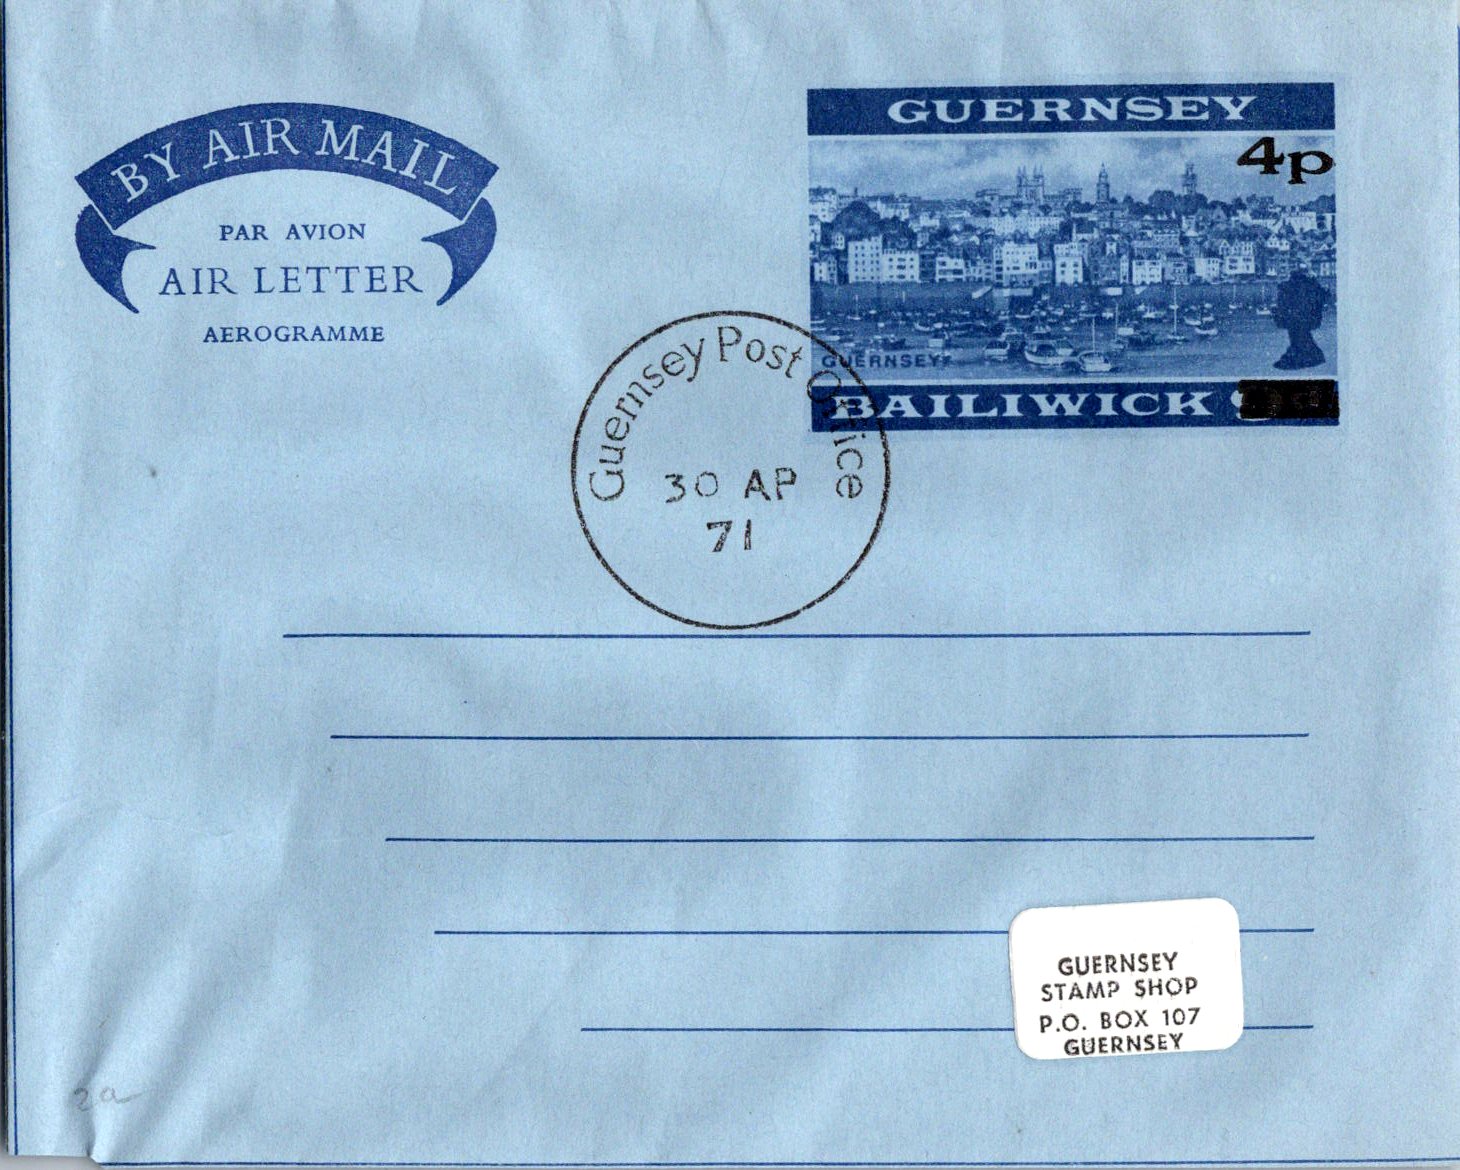 BY AIR MAIL
PAR AVION
AIR LETTER
AEROGRAMME
GUERNSEY
4p
GUERNSEY
BAILIWICK
Guernsey Post Office
30 AP
71
GUERNSEY
STAMP SHOP
P.O. BOX 107
GUERNSEY
2a